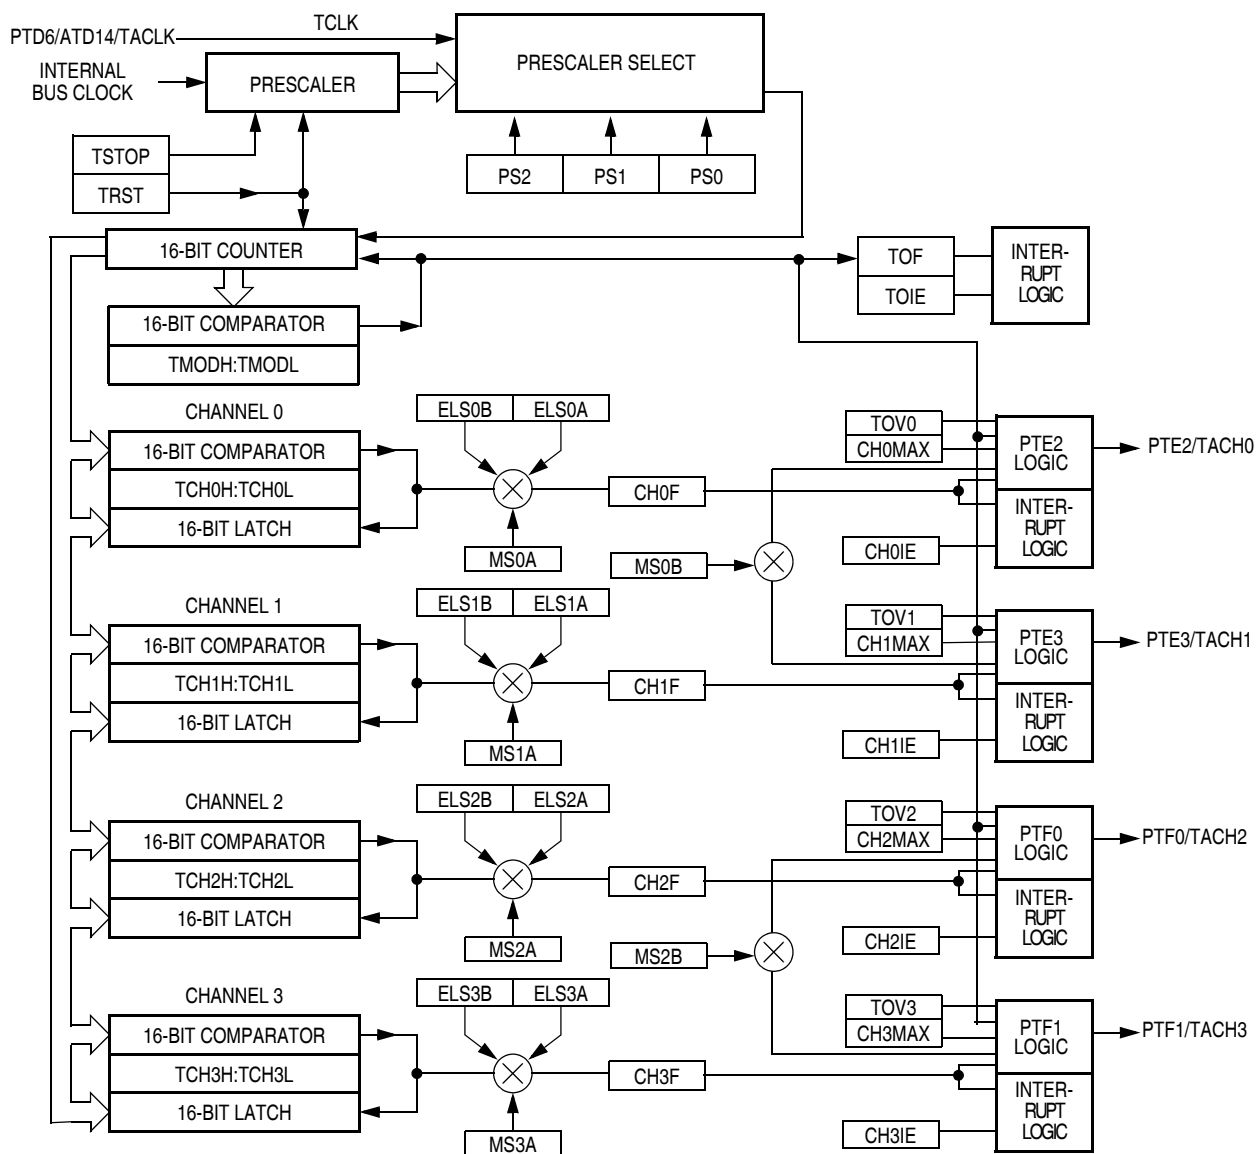 TCLK
PTD6/ATD14/TACLK
PRESCALER SELECT
INTERNAL
BUS CLOCK
PRESCALER
TSTOP
TRST
PS2 PS1 PS0
16-BIT COUNTER
TOF
TOIE
INTER-
RUPT
LOGIC
16-BIT COMPARATOR
TMODH:TMODL
CHANNEL 0
ELS0B ELS0A
16-BIT COMPARATOR
TCH0H:TCH0L
16-BIT LATCH
MS0A
CH0F
MS0B
TOV0
CH0MAX
CH0IE
PTE2
LOGIC
INTER-
RUPT
LOGIC
PTE2/TACH0
CHANNEL 1
ELS1B ELS1A
16-BIT COMPARATOR
TCH1H:TCH1L
16-BIT LATCH
MS1A
CH1F
TOV1
CH1MAX
CH1IE
PTE3
LOGIC
INTER-
RUPT
LOGIC
PTE3/TACH1
CHANNEL 2
ELS2B ELS2A
16-BIT COMPARATOR
TCH2H:TCH2L
16-BIT LATCH
MS2A
CH2F
MS2B
TOV2
CH2MAX
CH2IE
PTF0
LOGIC
INTER-
RUPT
LOGIC
PTF0/TACH2
CHANNEL 3
ELS3B ELS3A
16-BIT COMPARATOR
TCH3H:TCH3L
16-BIT LATCH
MS3A
CH3F
TOV3
CH3MAX
CH3IE
PTF1
LOGIC
INTER-
RUPT
LOGIC
PTF1/TACH3